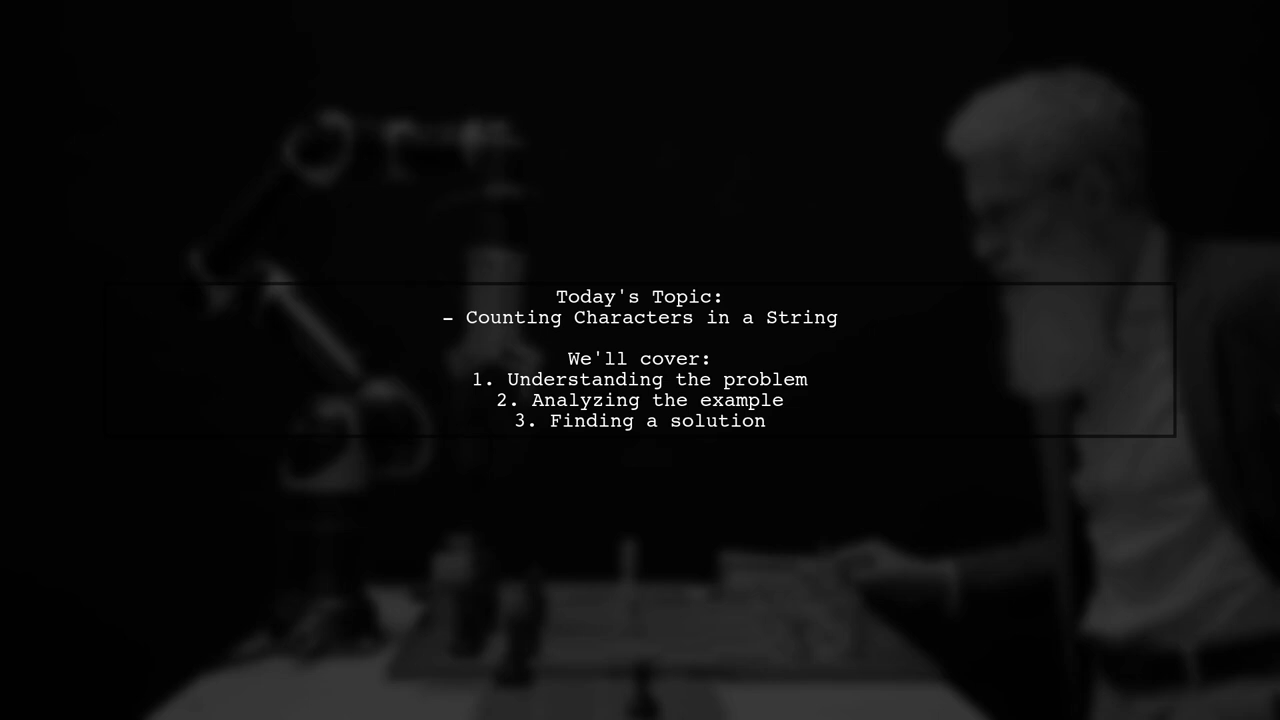 Today's Topic:
- Counting Characters in a String
We'll cover:
1. Understanding the problem
2. Analyzing the example
3. Finding a solution